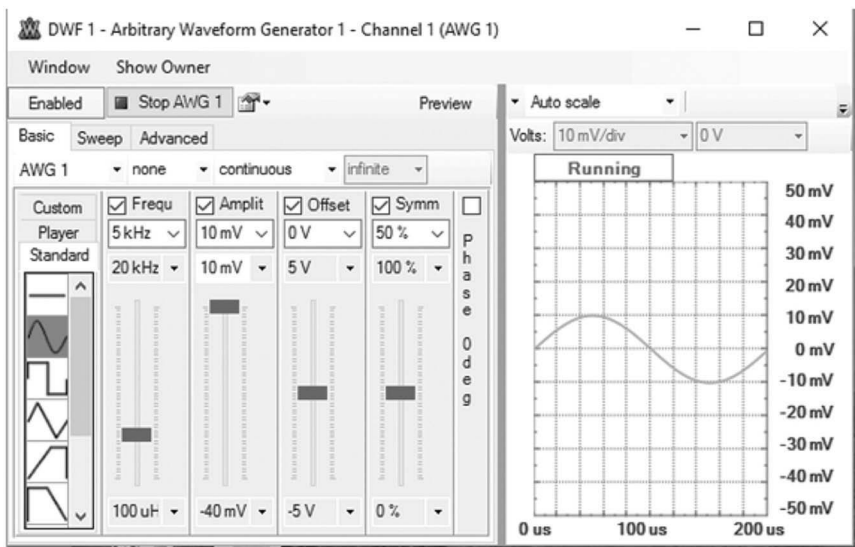 DWF 1 - Arbitrary Waveform Generator 1 - Channel 1 (AWG 1)
Window Show Owner
Enabled Stop AWG 1 Preview
Basic Sweep Advanced
AWG 1 none continuous infinite
Custom
Player
Standard
Frequ Amplit Offset Symm
5 kHz 10 mV 0 V 50 %
20 kHz 10 mV 5 V 100 %
100 uH -40 mV -5 V 0 %
Phase 0deg
Auto scale
Volts: 10 mV/div 0 V
Running
50 mV
40 mV
30 mV
20 mV
10 mV
0 mV
-10 mV
-20 mV
-30 mV
-40 mV
-50 mV
0 us 100 us 200 us